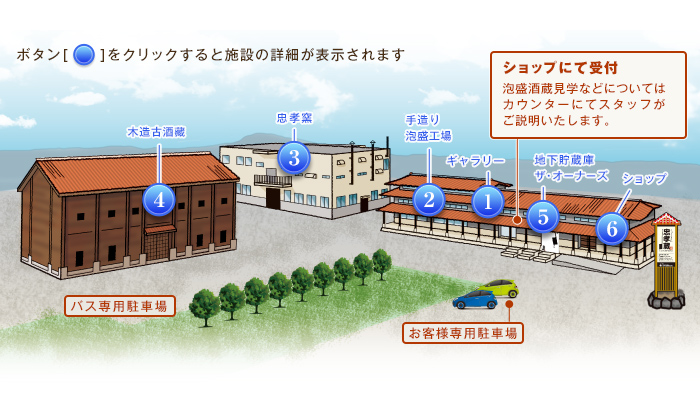 ボタン[ ]をクリックすると施設の詳細が表示されます
ショップにて受付
泡盛酒蔵見学などについては
カウンターにてスタッフが
ご説明いたします。
木造古酒蔵
忠孝窯
手造り
泡盛工場
ギャラリー
地下貯蔵庫
ザ・オーナーズ
ショップ
4
3
2
1
5
6
忠孝蔵
バス専用駐車場
お客様専用駐車場